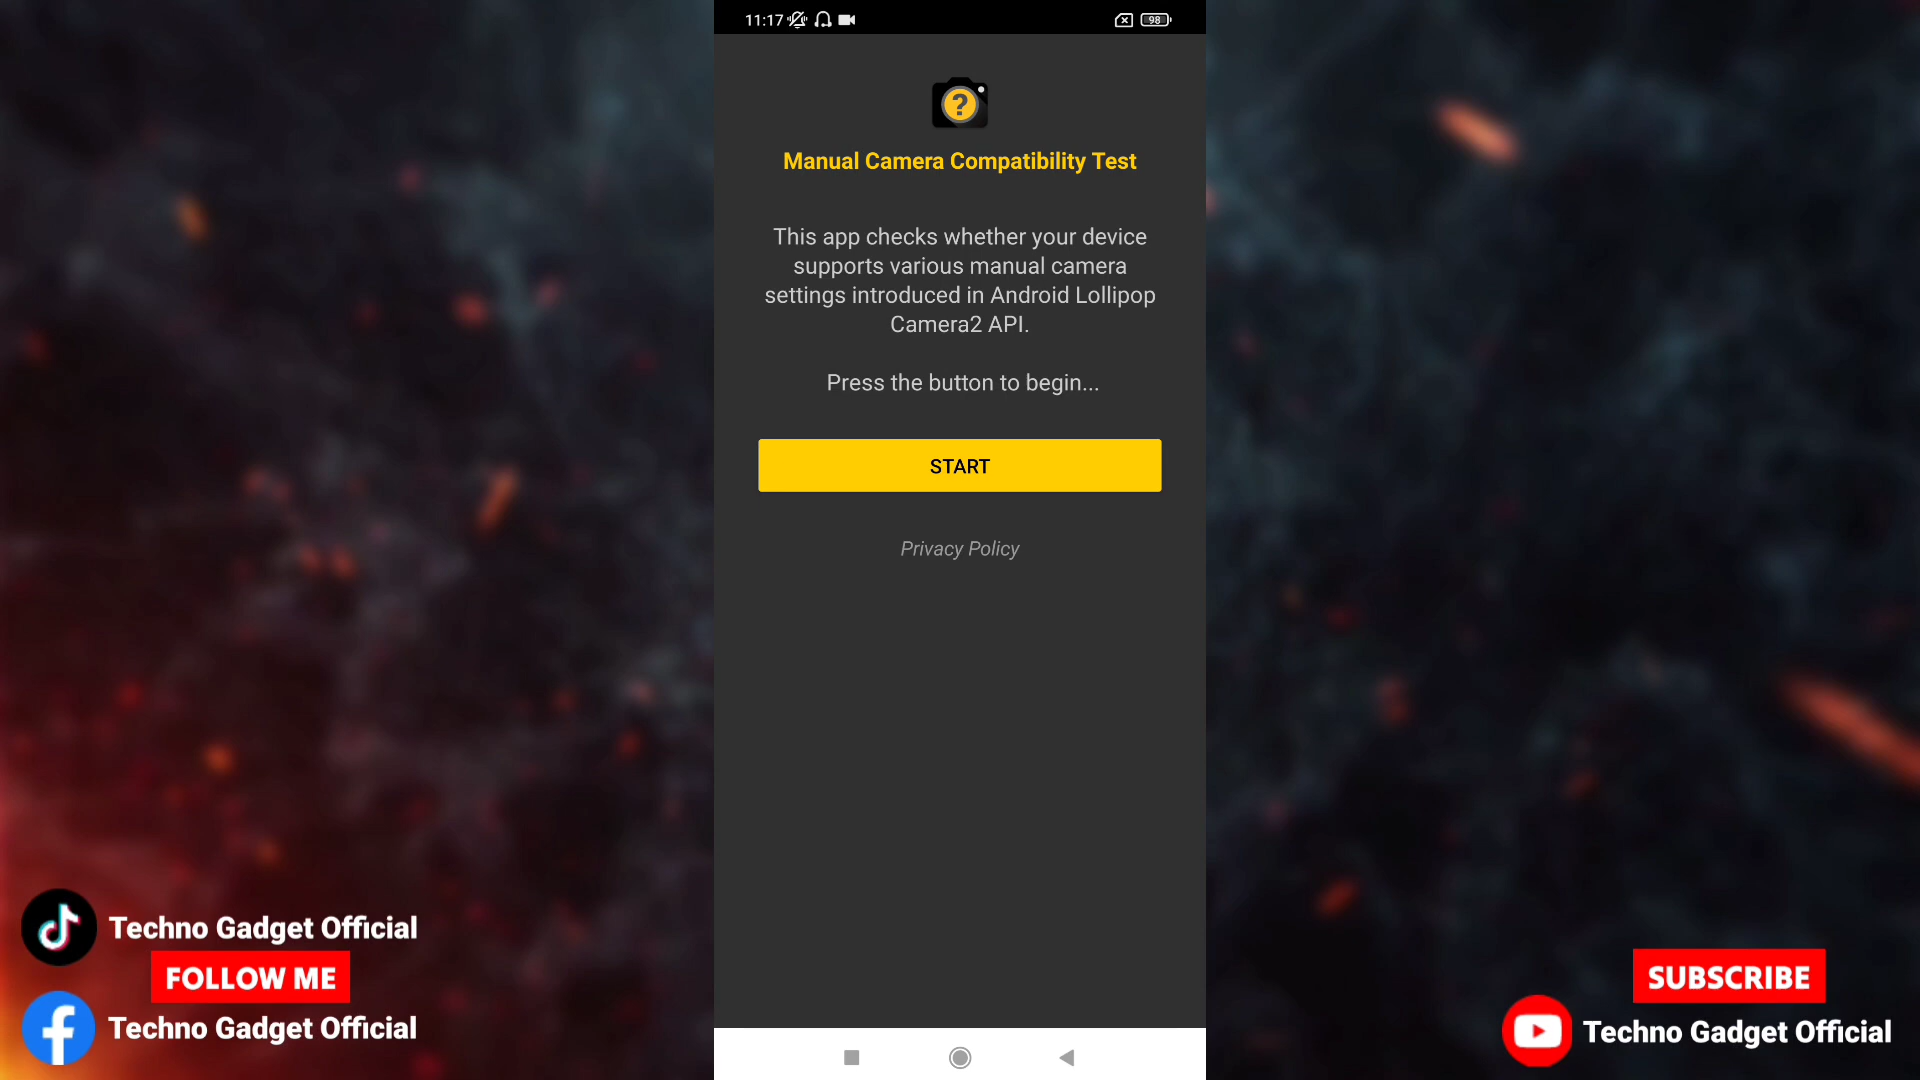 11:17
98
?
Manual Camera Compatibility Test
This app checks whether your device
supports various manual camera
settings introduced in Android Lollipop
Camera2 API.
Press the button to begin...
START
Privacy Policy
Techno Gadget Official
FOLLOW ME
Techno Gadget Official
SUBSCRIBE
Techno Gadget Official